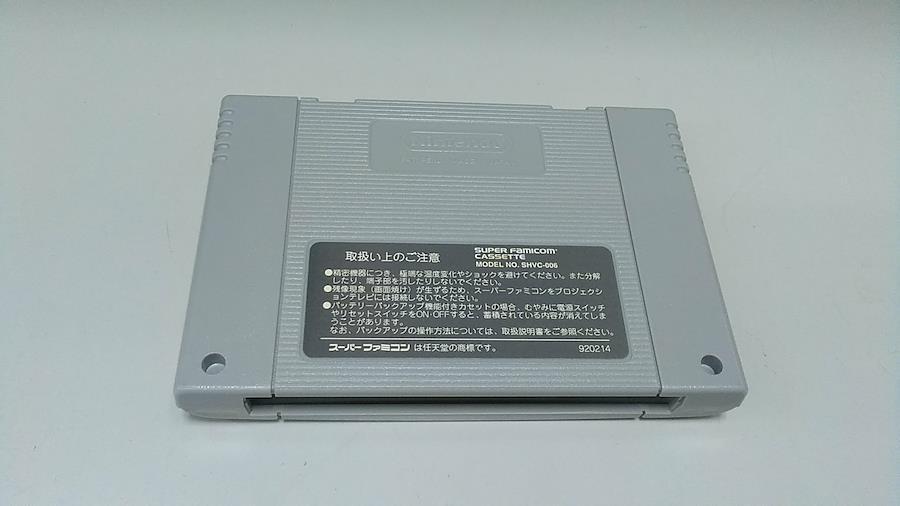 Nintendo
取扱い上のご注意
SUPER FAMICOM
CASSETTE
MODEL NO. SHVC-006
●精密機器につき、極端な温度変化やショックを避けてください。また分解
したり、端子部を汚したりしないでください。
●残像現象(画面焼け)が生ずるため、スーパーファミコンをプロジェクシ
ョンテレビには接続しないでください。
●バッテリーバックアップ機能付きカセットの場合、むやみに電源スイッチ
やリセットスイッチをON・OFFすると、蓄積されている内容が消えてしま
うことがあります。
なお、バックアップの操作方法については、取扱説明書をご参照ください。
スーパーファミコン は任天堂の商標です。
920214